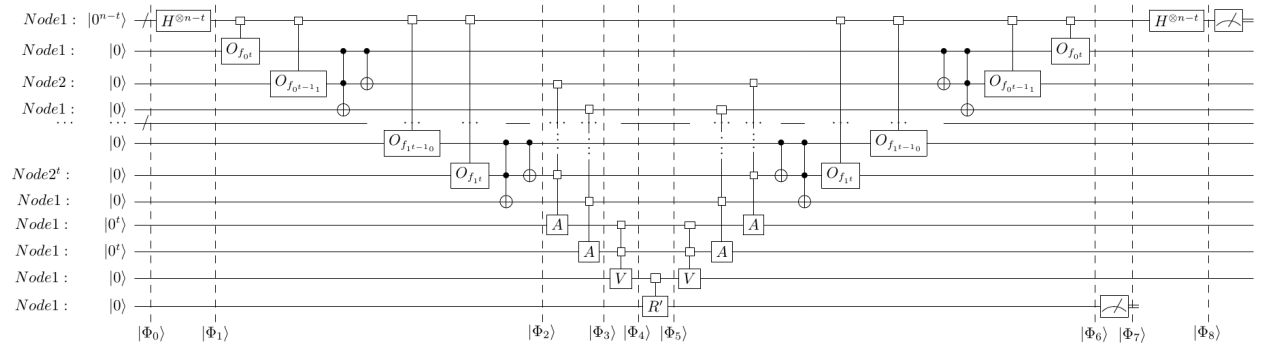 Node1 : |0^{n−t}⟩ H^{⊗n−t} H^{⊗n−t}
Node1 : |0⟩ O_{f_{0^t}} O_{f_{0^t}}
Node2 : |0⟩ O_{f_{0^{t−1}1}} O_{f_{0^{t−1}1}}
Node1 : |0⟩
··· ··· ··· ··· ··· ··· ··· ···
|0⟩ O_{f_{1^{t−1}0}} O_{f_{1^{t−1}0}}
Node2^t : |0⟩ O_{f_{1^t}} O_{f_{1^t}}
Node1 : |0⟩
Node1 : |0^t⟩ A A
Node1 : |0^t⟩ A A
Node1 : |0⟩ V V
Node1 : |0⟩ R′
|Φ_0⟩ |Φ_1⟩ |Φ_2⟩ |Φ_3⟩ |Φ_4⟩ |Φ_5⟩ |Φ_6⟩ |Φ_7⟩ |Φ_8⟩